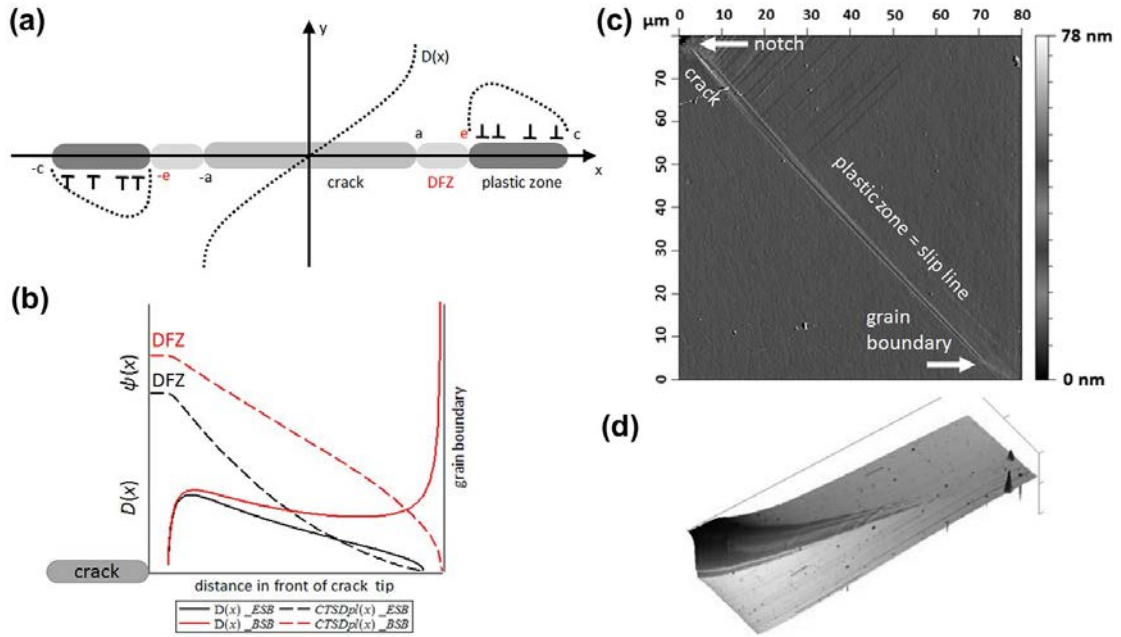 (a)
y
D(x)
a
e
c
-c
-e
-a
crack
DFZ
plastic zone
x
(b)
DFZ
DFZ
ψ(x)
D(x)
grain boundary
crack
distance in front of crack tip
D(x) _ESB
CTSDpl(x) _ESB
D(x) _BSB
CTSDpl(x) _BSB
(c)
µm
0 10 20 30 40 50 60 70 80
78 nm
notch
crack
70
60
50
40
30
20
10
0
plastic zone = slip line
grain
boundary
0 nm
(d)